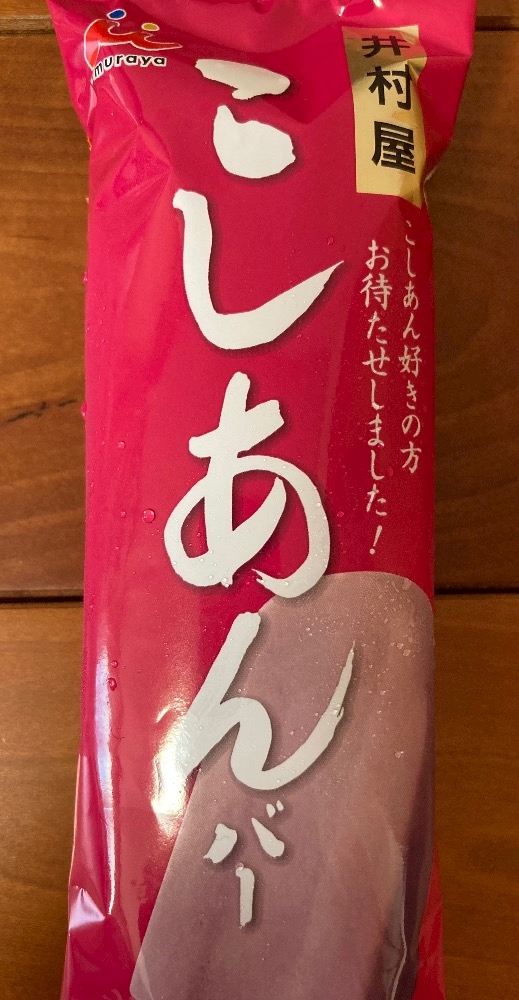 imuraya
井村屋
こしあん好きの方
お待たせしました!
こしあん
バー